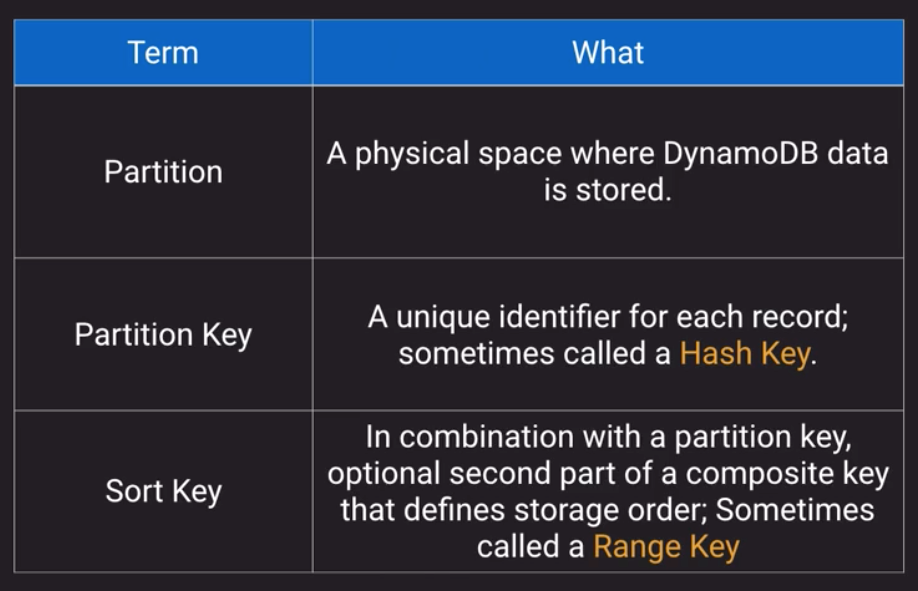 Term
What
Partition
A physical space where DynamoDB data
is stored.
Partition Key
A unique identifier for each record;
sometimes called a Hash Key.
Sort Key
In combination with a partition key,
optional second part of a composite key
that defines storage order; Sometimes
called a Range Key